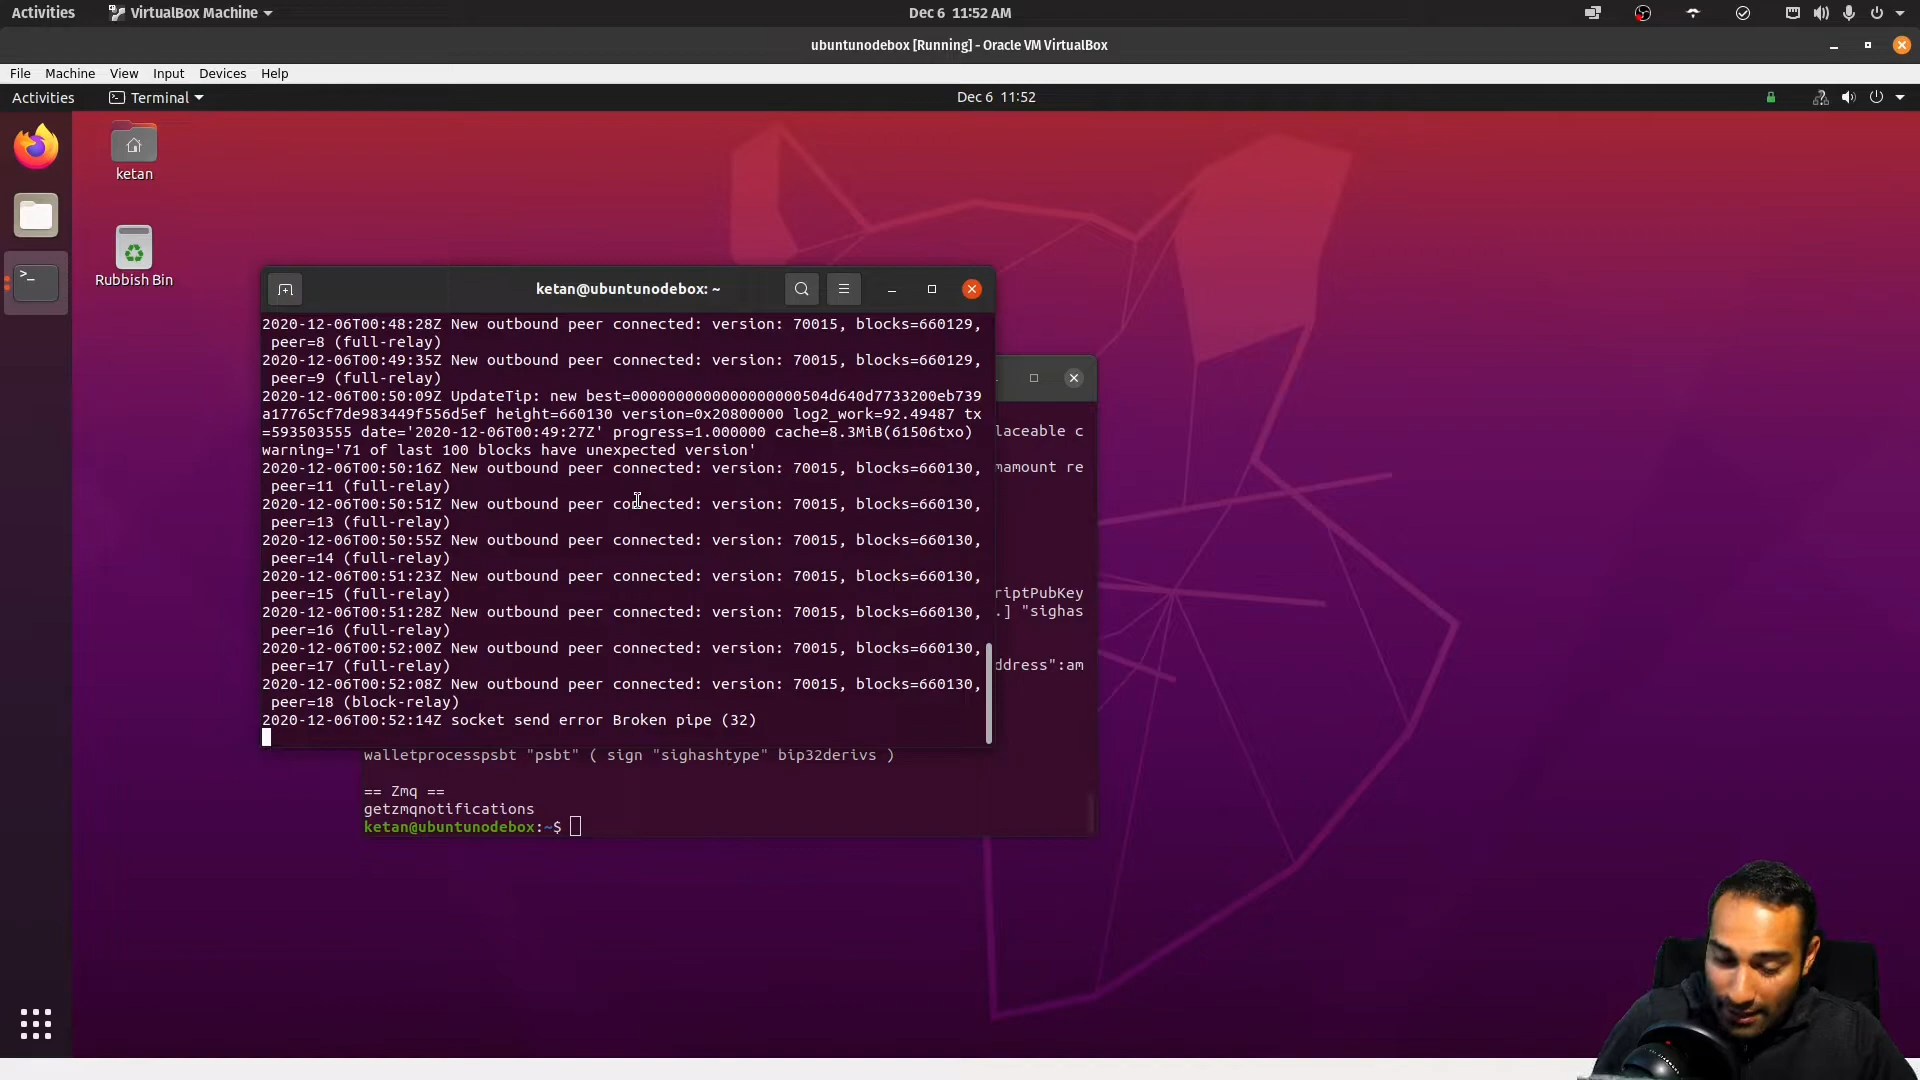 Activities
VirtualBox Machine
Dec 6 11:52 AM
ubuntunodebox [Running] - Oracle VM VirtualBox
File Machine View Input Devices Help
Activities
Terminal
Dec 6 11:52
ketan
Rubbish Bin
ketan@ubuntunodebox: ~
2020-12-06T00:48:28Z New outbound peer connected: version: 70015, blocks=660129,
peer=8 (full-relay)
2020-12-06T00:49:35Z New outbound peer connected: version: 70015, blocks=660129,
peer=9 (full-relay)
2020-12-06T00:50:09Z UpdateTip: new best=0000000000000000000504d640d7733200eb739
a17765cf7de983449f556d5ef height=660130 version=0x20800000 log2_work=92.49487 tx
=593503555 date='2020-12-06T00:49:27Z' progress=1.000000 cache=8.3MiB(61506txo)
warning='71 of last 100 blocks have unexpected version'
2020-12-06T00:50:16Z New outbound peer connected: version: 70015, blocks=660130,
peer=11 (full-relay)
2020-12-06T00:50:51Z New outbound peer connected: version: 70015, blocks=660130,
peer=13 (full-relay)
2020-12-06T00:50:55Z New outbound peer connected: version: 70015, blocks=660130,
peer=14 (full-relay)
2020-12-06T00:51:23Z New outbound peer connected: version: 70015, blocks=660130,
peer=15 (full-relay)
2020-12-06T00:51:28Z New outbound peer connected: version: 70015, blocks=660130,
peer=16 (full-relay)
2020-12-06T00:52:00Z New outbound peer connected: version: 70015, blocks=660130,
peer=17 (full-relay)
2020-12-06T00:52:08Z New outbound peer connected: version: 70015, blocks=660130,
peer=18 (block-relay)
2020-12-06T00:52:14Z socket send error Broken pipe (32)
laceable c
mamount re
riptPubKey
.] "sighas
ddress":am
walletprocesspsbt "psbt" ( sign "sighashtype" bip32derivs )
== Zmq ==
getzmqnotifications
ketan@ubuntunodebox:~$